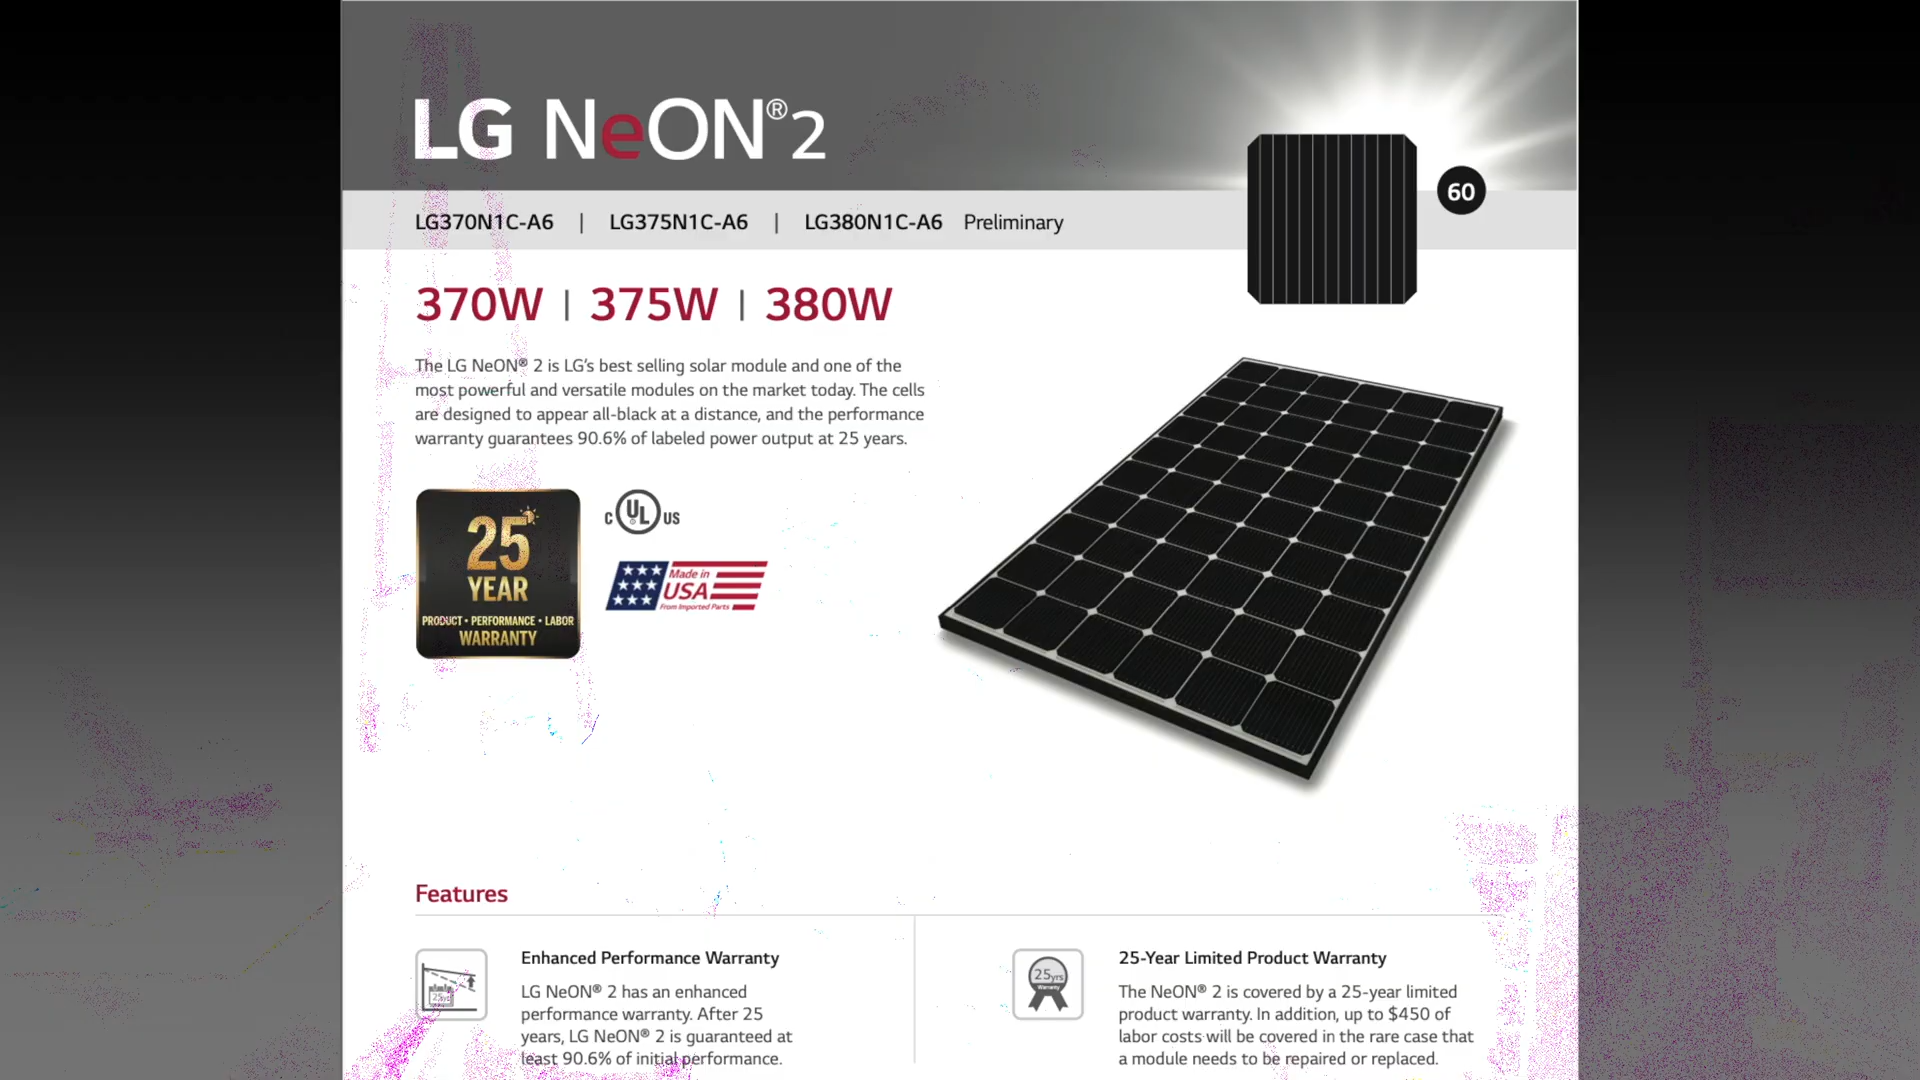 LG NeON®2
60
LG370N1C-A6 | LG375N1C-A6 | LG380N1C-A6 Preliminary
370W | 375W | 380W
The LG NeON® 2 is LG's best selling solar module and one of the
most powerful and versatile modules on the market today. The cells
are designed to appear all-black at a distance, and the performance
warranty guarantees 90.6% of labeled power output at 25 years.
25
YEAR
PRODUCT • PERFORMANCE • LABOR
WARRANTY
C UL US
Made in
USA
From Imported Parts
Features
Enhanced Performance Warranty
LG NeON® 2 has an enhanced
performance warranty. After 25
years, LG NeON® 2 is guaranteed at
least 90.6% of initial performance.
25yrs
Warranty
25-Year Limited Product Warranty
The NeON® 2 is covered by a 25-year limited
product warranty. In addition, up to $450 of
labor costs will be covered in the rare case that
a module needs to be repaired or replaced.